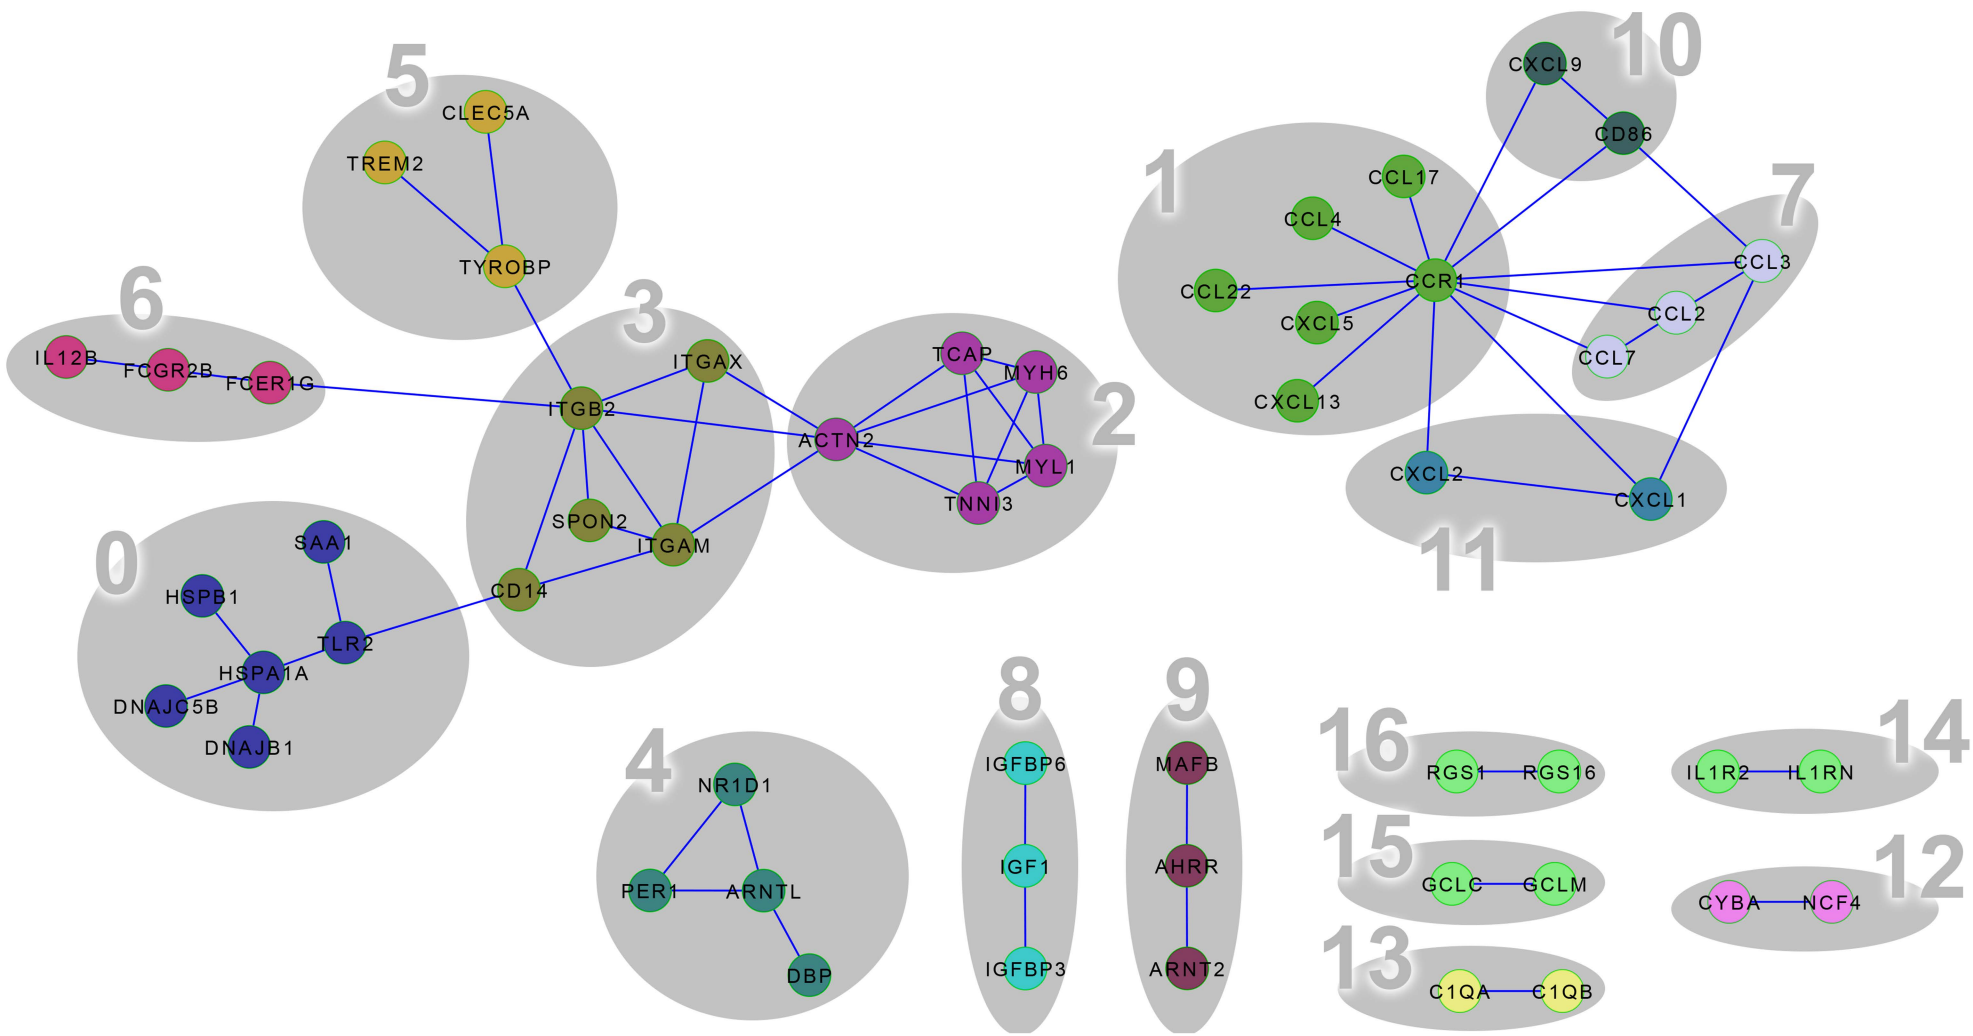 5
CLEC5A
TREM2
TYROBP
6
IL12B
FCGR2B
FCER1G
3
ITGAX
ITGB2
SPON2
ITGAM
CD14
2
TCAP
MYH6
ACTN2
MYL1
TNNI3
0
SAA1
HSPB1
TLR2
HSPA1A
DNAJC5B
DNAJB1
10
CXCL9
CD86
1
CCL17
CCL4
CCR1
CCL22
CXCL5
CXCL13
7
CCL3
CCL2
CCL7
11
CXCL2
CXCL1
4
NR1D1
PER1
ARNTL
DBP
8
IGFBP6
IGF1
IGFBP3
9
MAFB
AHRR
ARNT2
16
RGS1
RGS16
14
IL1R2
IL1RN
15
GCLC
GCLM
12
CYBA
NCF4
13
C1QA
C1QB